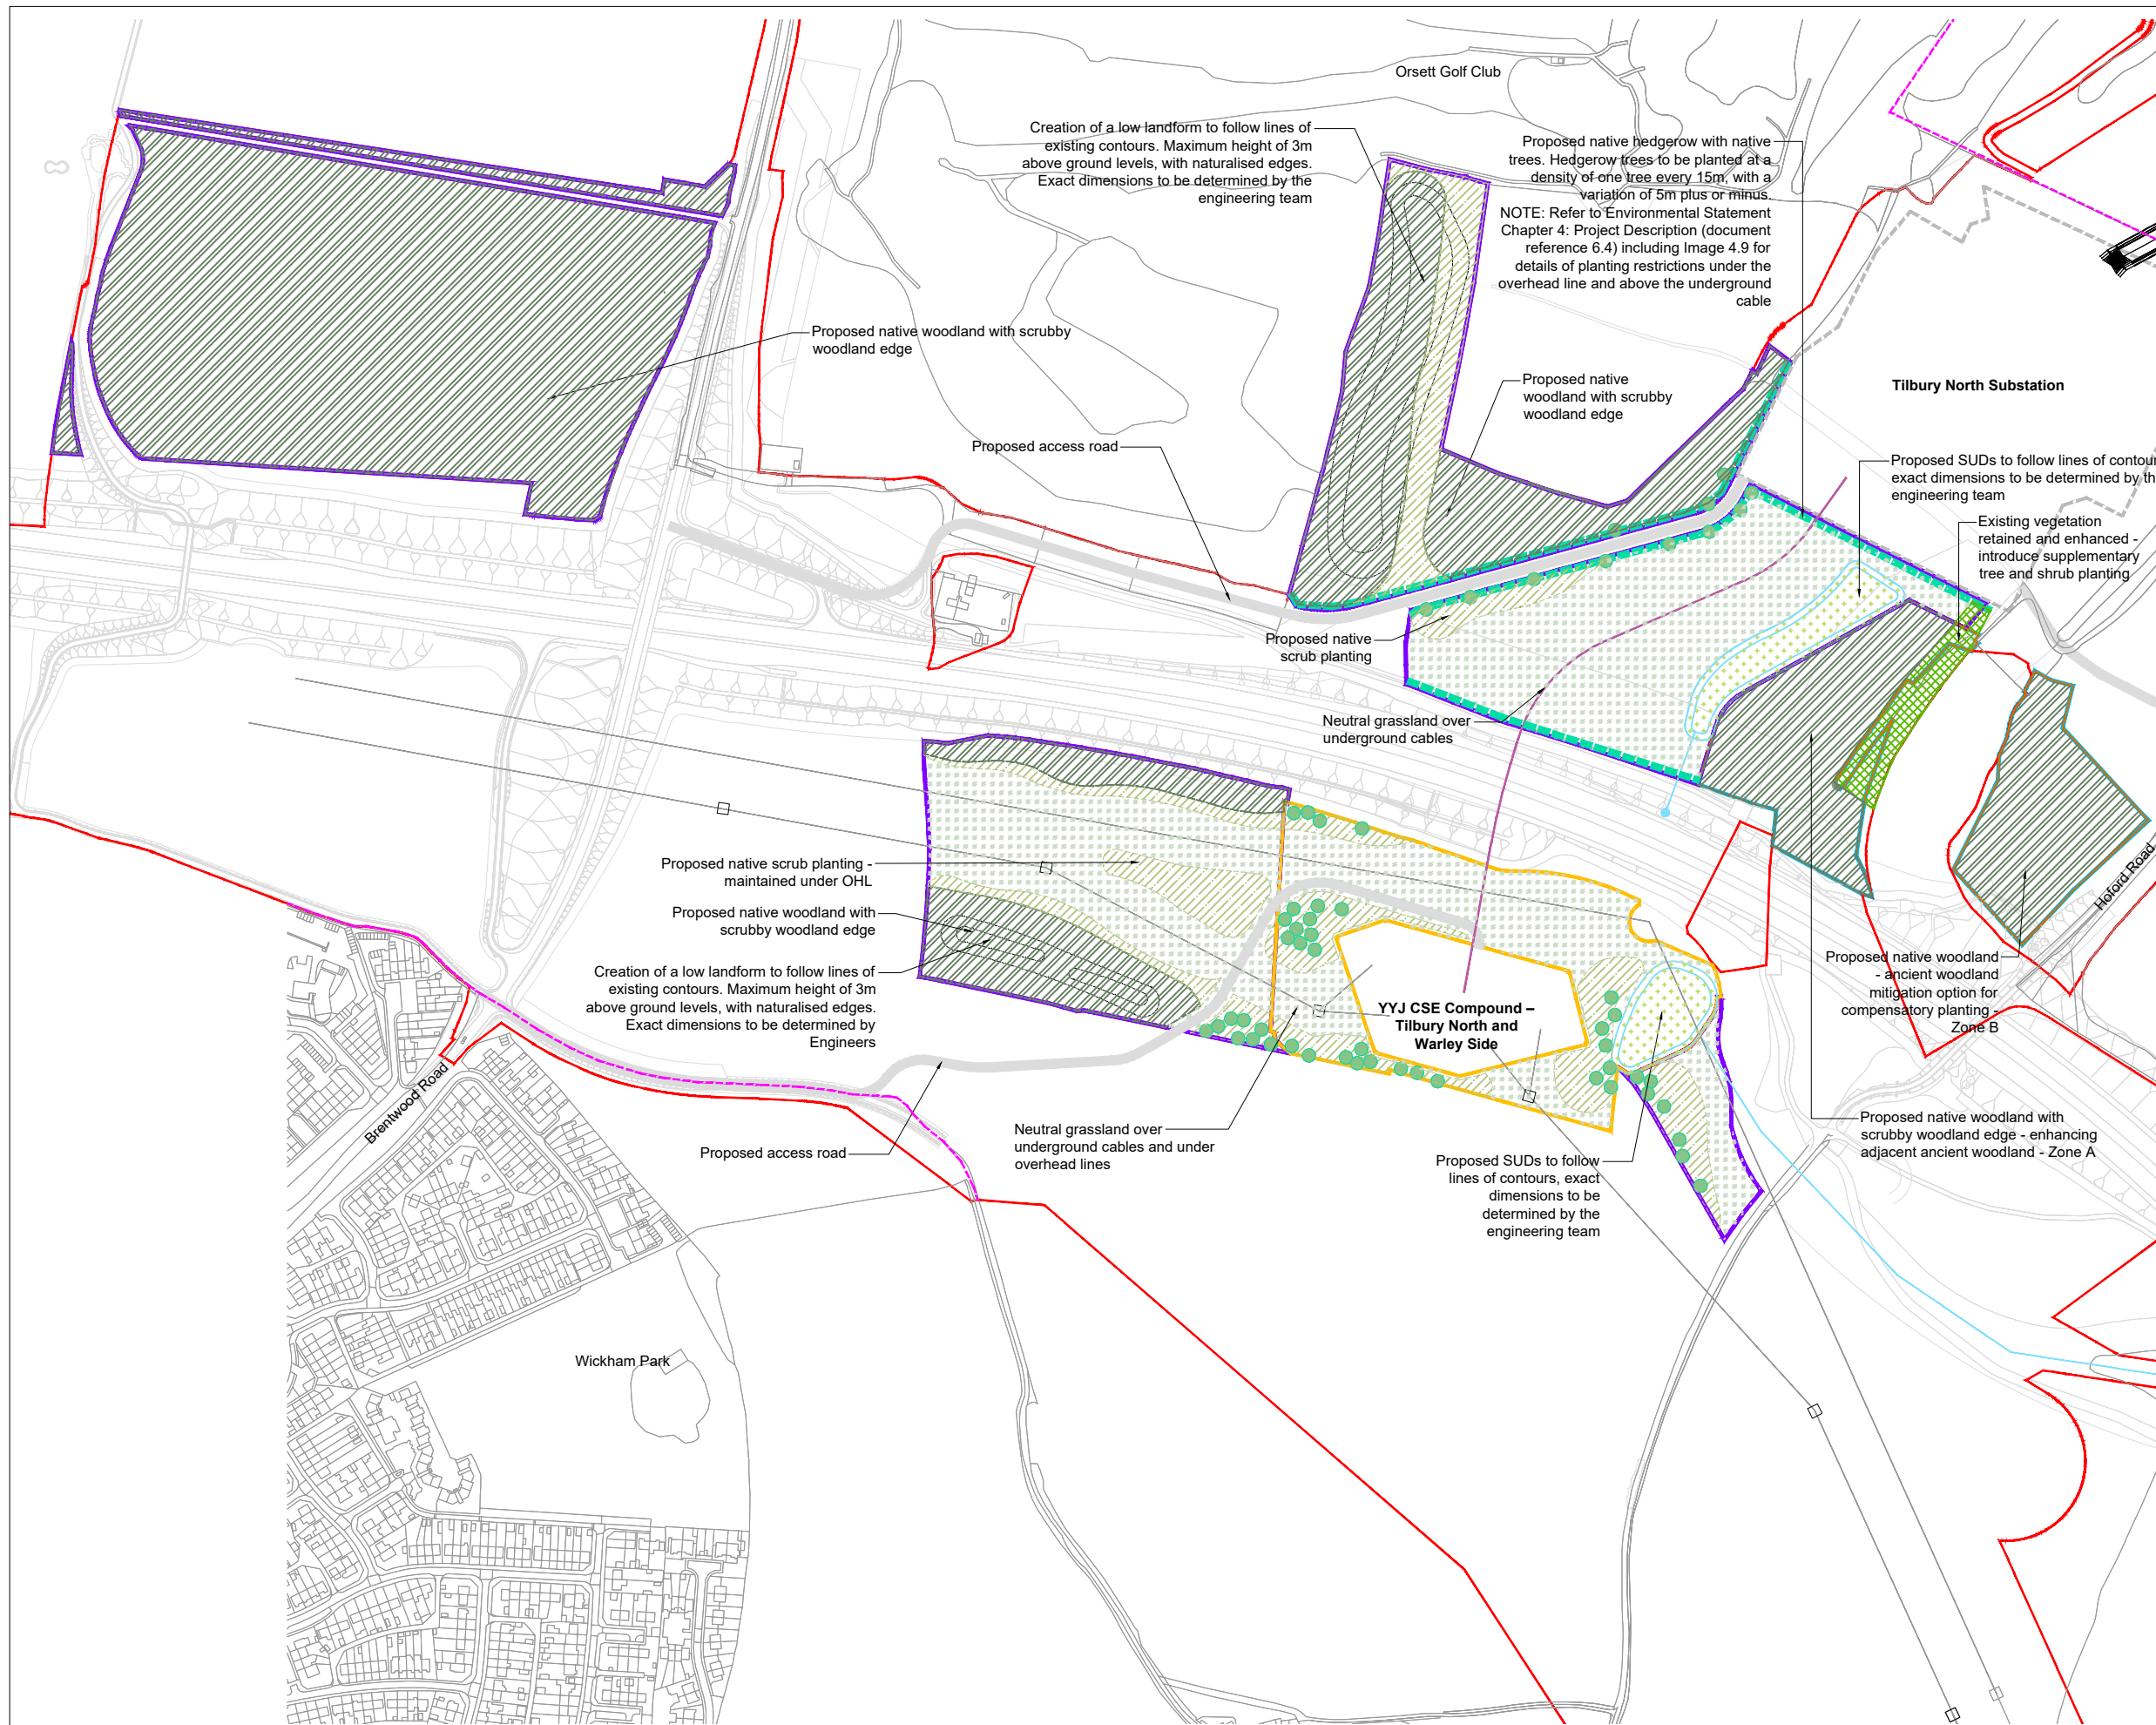 Orsett Golf Club
Creation of a low landform to follow lines of
existing contours. Maximum height of 3m
above ground levels, with naturalised edges.
Exact dimensions to be determined by the
engineering team
Proposed native hedgerow with native
trees. Hedgerow trees to be planted at a
density of one tree every 15m, with a
variation of 5m plus or minus.
NOTE: Refer to Environmental Statement
Chapter 4: Project Description (document
reference 6.4) including Image 4.9 for
details of planting restrictions under the
overhead line and above the underground
cable
Proposed native woodland with scrubby
woodland edge
Proposed native
woodland with scrubby
woodland edge
Tilbury North Substation
Proposed access road
Proposed SUDs to follow lines of contour
exact dimensions to be determined by th
engineering team
Existing vegetation
retained and enhanced -
introduce supplementary
tree and shrub planting
Proposed native
scrub planting
Neutral grassland over
underground cables
Proposed native scrub planting -
maintained under OHL
Proposed native woodland with
scrubby woodland edge
Creation of a low landform to follow lines of
existing contours. Maximum height of 3m
above ground levels, with naturalised edges.
Exact dimensions to be determined by
Engineers
Hoford Road
Proposed native woodland
- ancient woodland
mitigation option for
compensatory planting -
Zone B
YYJ CSE Compound –
Tilbury North and
Warley Side
Brentwood Road
Proposed access road
Neutral grassland over
underground cables and under
overhead lines
Proposed SUDs to follow
lines of contours, exact
dimensions to be
determined by the
engineering team
Proposed native woodland with
scrubby woodland edge - enhancing
adjacent ancient woodland - Zone A
Wickham Park